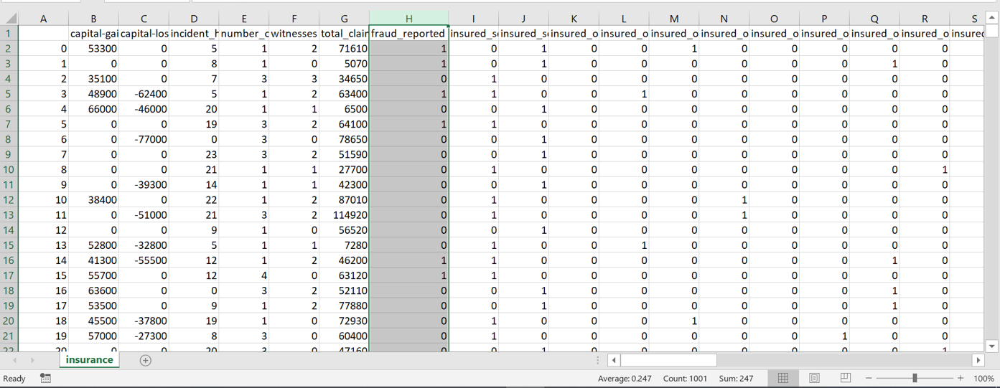 A B C D E F G H I J K L M N O P Q R S
1 capital-gai capital-los incident_h number_o witnesses total_clair fraud_reported insured_se insured_se insured_o insured_o insured_o insured_o insured_o insured_o insured_o insured_o insured
2 0 53300 0 5 1 2 71610 1 0 1 0 0 1 0 0 0 0 0
3 1 0 0 8 1 0 5070 1 0 1 0 0 0 0 0 0 1 0
4 2 35100 0 7 3 3 34650 0 1 0 0 0 0 0 0 0 0 0
5 3 48900 -62400 5 1 2 63400 1 1 0 0 1 0 0 0 0 0 0
6 4 66000 -46000 20 1 1 6500 0 0 1 0 0 0 0 0 0 0 0
7 5 0 0 19 3 2 64100 1 1 0 0 0 0 0 0 0 0 0
8 6 0 -77000 0 3 0 78650 0 0 1 0 0 0 0 0 0 0 0
9 7 0 0 23 3 2 51590 0 0 1 0 0 0 0 0 0 0 0
10 8 0 0 21 1 1 27700 0 1 0 0 0 0 0 0 0 0 1
11 9 0 -39300 14 1 1 42300 0 0 1 0 0 0 0 0 0 0 0
12 10 38400 0 22 1 2 87010 0 1 0 0 0 0 1 0 0 0 0
13 11 0 -51000 21 3 2 114920 0 1 0 0 0 0 1 0 0 0 0
14 12 0 0 9 1 0 56520 0 0 1 0 0 0 0 0 0 0 0
15 13 52800 -32800 5 1 1 7280 0 1 0 0 1 0 0 0 0 0 0
16 14 41300 -55500 12 1 2 46200 1 1 0 0 0 0 0 0 0 1 0
17 15 55700 0 12 4 0 63120 1 1 0 0 0 0 0 0 0 0 0
18 16 63600 0 0 3 2 52110 0 0 1 0 0 0 0 0 0 1 0
19 17 53500 0 9 1 2 77880 0 0 1 0 0 0 0 0 0 1 0
20 18 45500 -37800 19 1 0 72930 0 1 0 0 0 1 0 0 0 0 0
21 19 57000 -27300 8 3 0 60400 0 1 0 0 0 0 0 0 1 0 0
22 20 0 0 20 3 0 47160 0 0 1 0 0 0 0 0 0 0 1
insurance
Ready Average: 0.247 Count: 1001 Sum: 247 100%